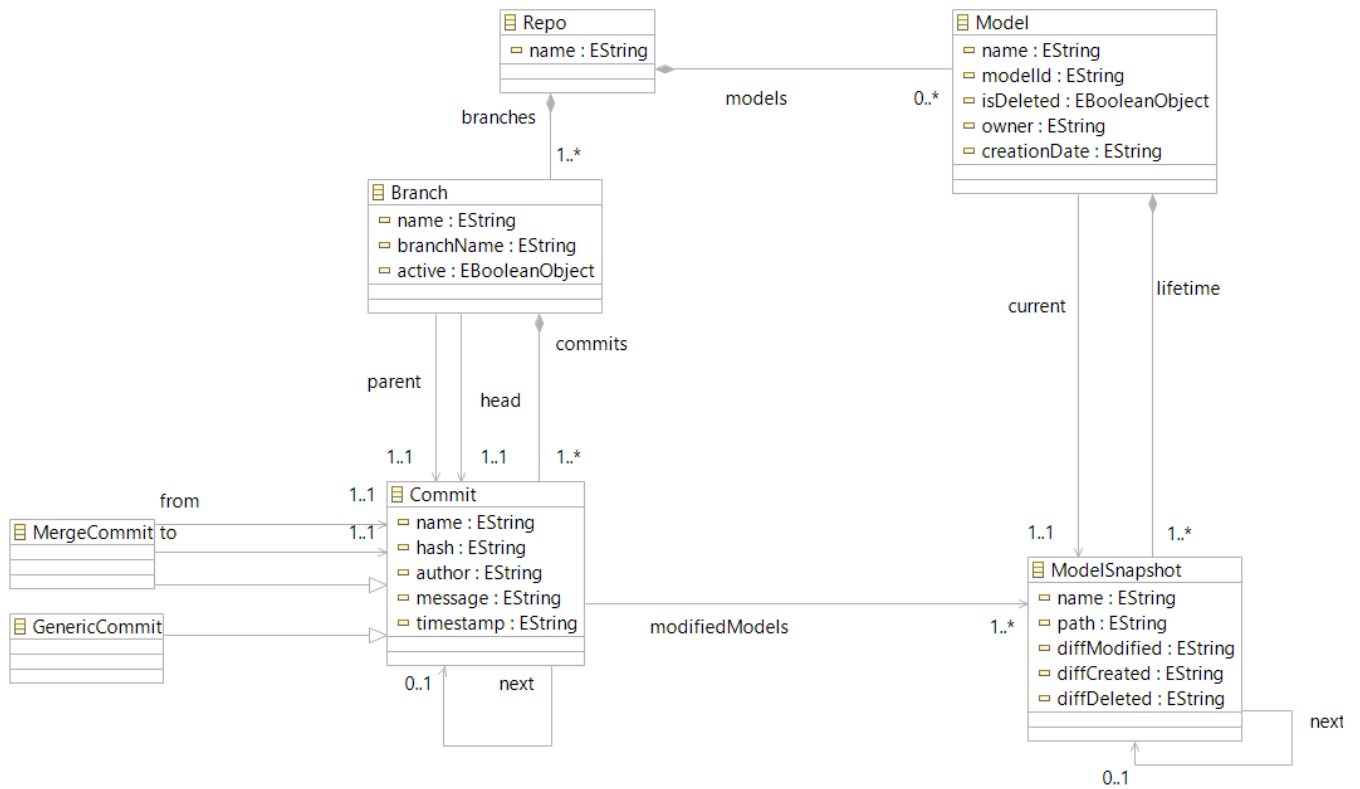 Repo
name : EString
Model
name : EString
modelId : EString
isDeleted : EBooleanObject
owner : EString
creationDate : EString
models
0..*
branches
1..*
Branch
name : EString
branchName : EString
active : EBooleanObject
commits
parent
head
1..1
1..1
1..*
current
lifetime
1..1
1..*
from
1..1
MergeCommit
to
1..1
GenericCommit
Commit
name : EString
hash : EString
author : EString
message : EString
timestamp : EString
0..1
next
modifiedModels
1..*
ModelSnapshot
name : EString
path : EString
diffModified : EString
diffCreated : EString
diffDeleted : EString
next
0..1